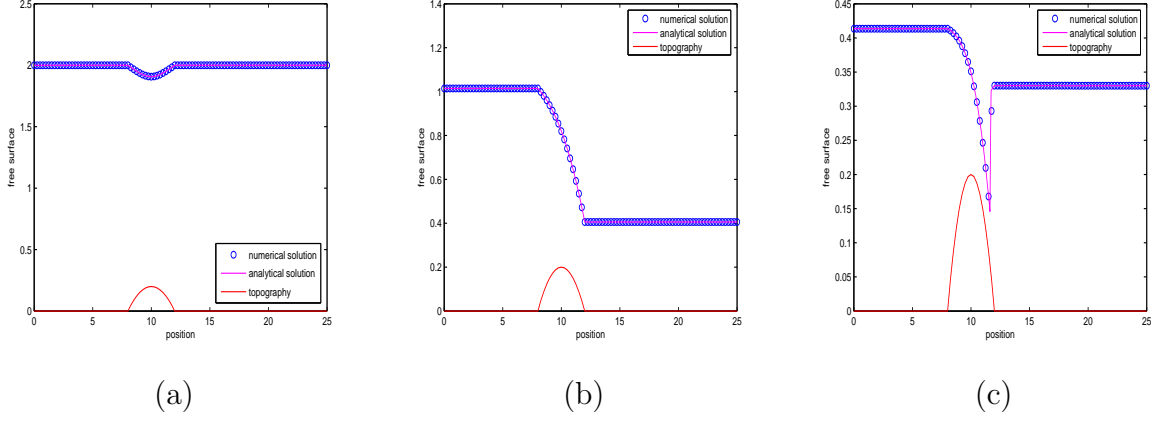 2.5
2
1.5
1
0.5
0
free surface
0 5 10 15 20 25
position
numerical solution
analytical solution
topography
(a)
1.4
1.2
1
0.8
0.6
0.4
0.2
0
free surface
0 5 10 15 20 25
position
numerical solution
analytical solution
topography
(b)
0.45
0.4
0.35
0.3
0.25
0.2
0.15
0.1
0.05
0
free surface
0 5 10 15 20 25
position
numerical solution
analytical solution
topography
(c)